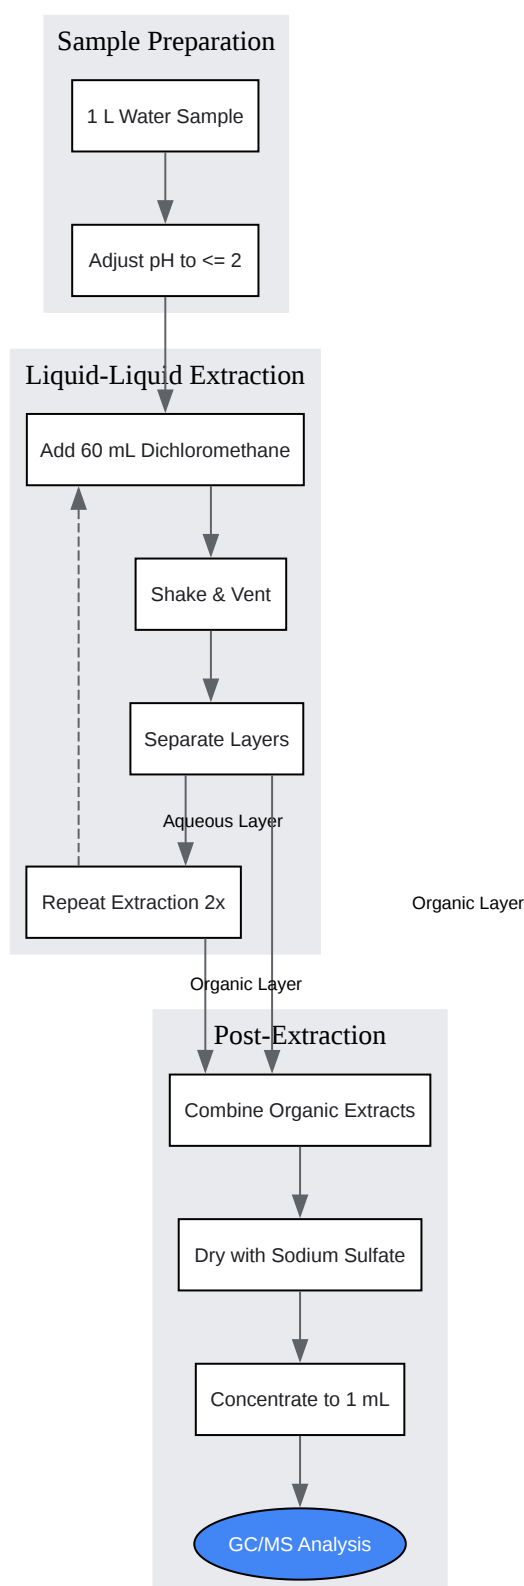 Sample Preparation
1 L Water Sample
Adjust pH to <= 2
Liquid-Liquid Extraction
Add 60 mL Dichloromethane
Shake & Vent
Separate Layers
Aqueous Layer
Repeat Extraction 2x
Organic Layer
Organic Layer
Post-Extraction
Combine Organic Extracts
Dry with Sodium Sulfate
Concentrate to 1 mL
GC/MS Analysis